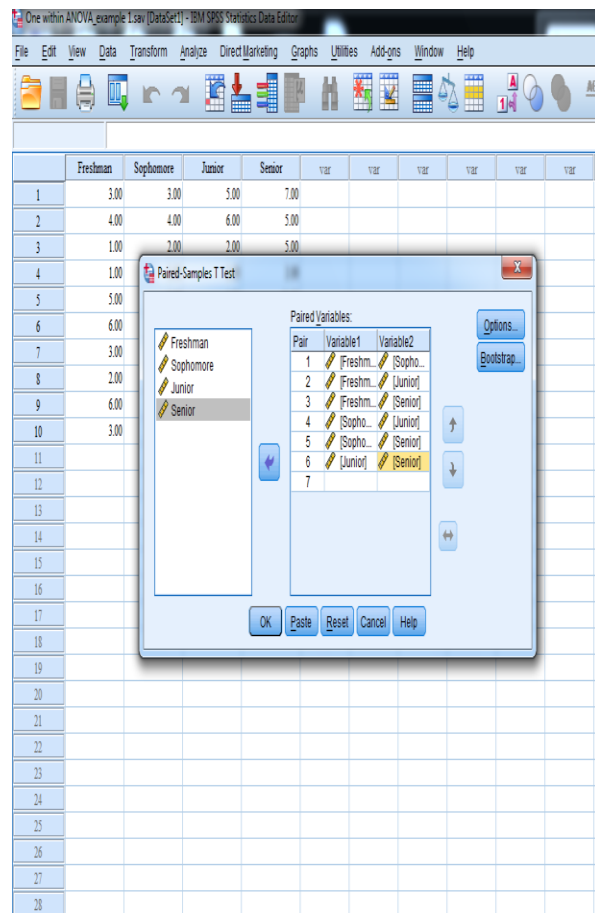 One within ANOVA_example 1.sav [DataSet1] - IBM SPSS Statistics Data Editor
File Edit View Data Transform Analyze Direct Marketing Graphs Utilities Add-ons Window Help
Freshman Sophomore Junior Senior var var var var var var
1 3.00 3.00 5.00 7.00
2 4.00 4.00 6.00 5.00
3 1.00 2.00 2.00 5.00
4 1.00
5 5.00
6 6.00
7 3.00
8 2.00
9 6.00
10 3.00
11
12
13
14
15
16
17
18
19
20
21
22
23
24
25
26
27
28
Paired-Samples T Test
X
Freshman
Sophomore
Junior
Senior
Paired Variables:
Pair Variable1 Variable2
1 [Freshm... [Sopho...
2 [Freshm... [Junior]
3 [Freshm... [Senior]
4 [Sopho... [Junior]
5 [Sopho... [Senior]
6 [Junior] [Senior]
7
Options...
Bootstrap...
OK Paste Reset Cancel Help